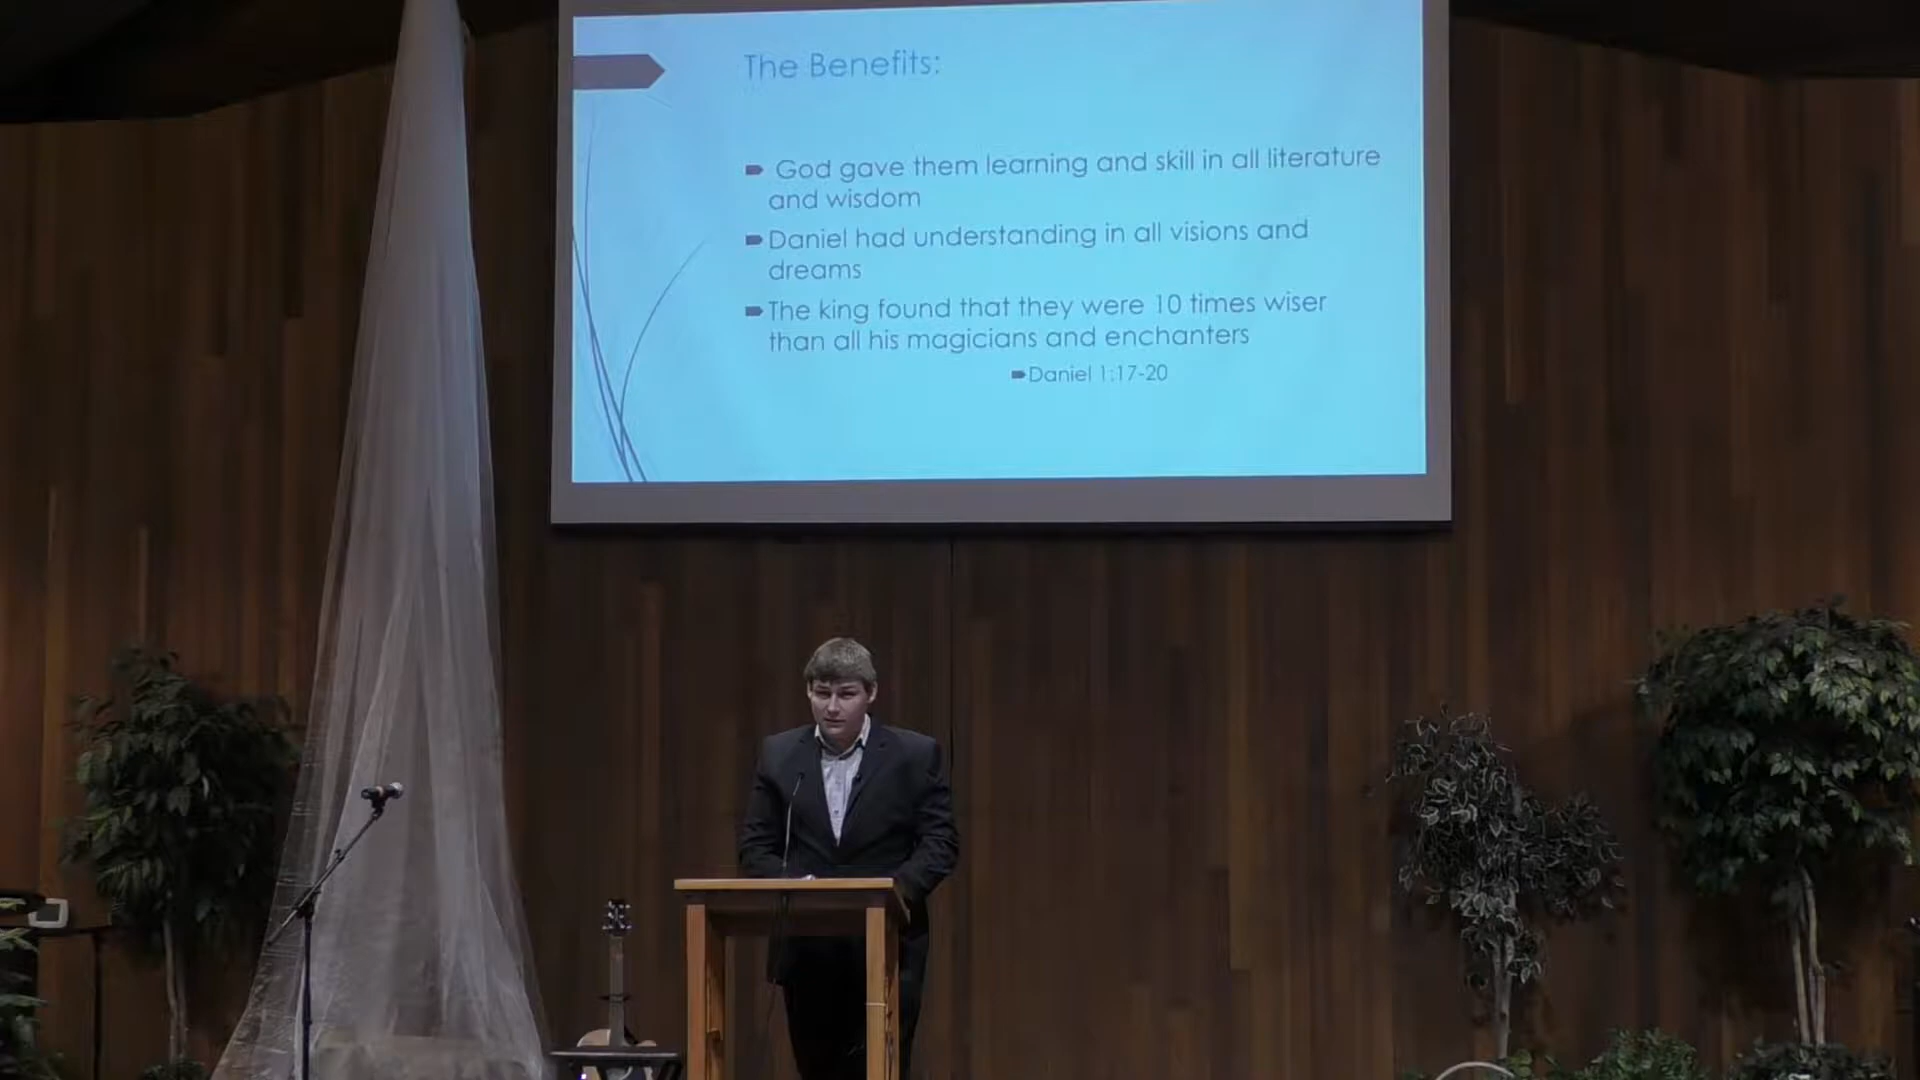 The Benefits:
God gave them learning and skill in all literature
and wisdom
Daniel had understanding in all visions and
dreams
The king found that they were 10 times wiser
than all his magicians and enchanters
Daniel 1:17-20